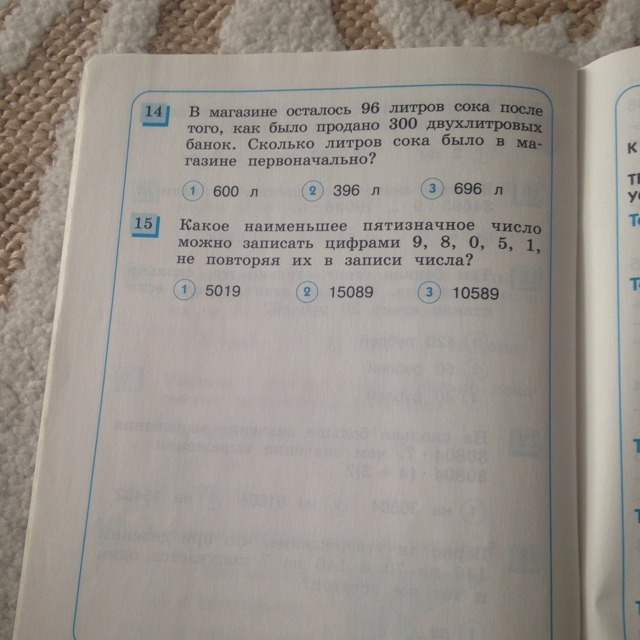 14 В магазине осталось 96 литров сока после
того, как было продано 300 двухлитровых
банок. Сколько литров сока было в ма-
газине первоначально?
1 600 л 2 396 л 3 696 л
15 Какое наименьшее пятизначное число
можно записать цифрами 9, 8, 0, 5, 1,
не повторяя их в записи числа?
1 5019 2 15089 3 10589